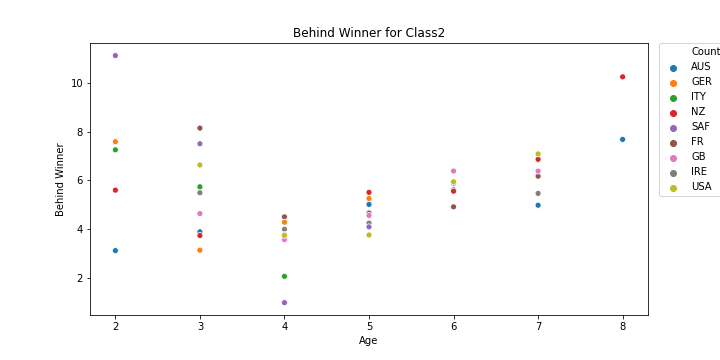 Behind Winner for Class2
Behind Winner
10
8
6
4
2
2 3 4 5 6 7 8
Age
Count
AUS
GER
ITY
NZ
SAF
FR
GB
IRE
USA